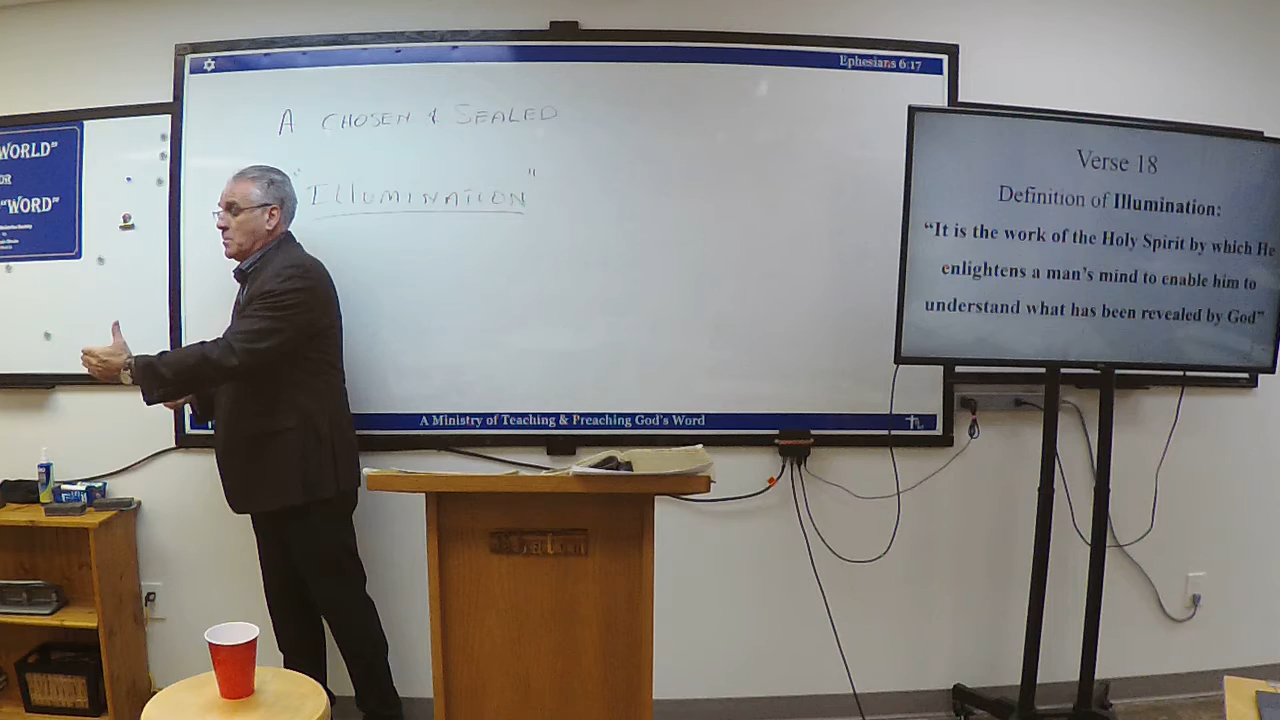 WORLD"
OR
"WORD"
Ephesians 6:17
A CHOSEN & SEALED
"ILLUMINATION"
A Ministry of Teaching & Preaching God's Word
Verse 18
Definition of Illumination:
"It is the work of the Holy Spirit by which He
enlightens a man's mind to enable him to
understand what has been revealed by God"